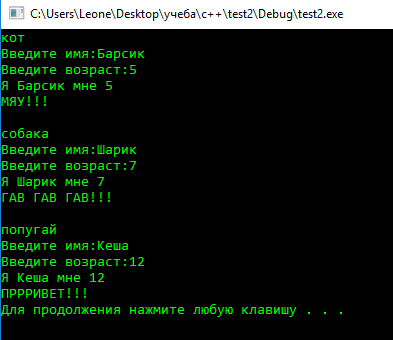 C:\Users\Leone\Desktop\учеба\c++\test2\Debug\test2.exe
кот
Введите имя:Барсик
Введите возраст:5
Я Барсик мне 5
МЯУ!!!
собака
Введите имя:Шарик
Введите возраст:7
Я Шарик мне 7
ГАВ ГАВ ГАВ!!!
попугай
Введите имя:Кеша
Введите возраст:12
Я Кеша мне 12
ПРРРИВЕТ!!!
Для продолжения нажмите любую клавишу . . .